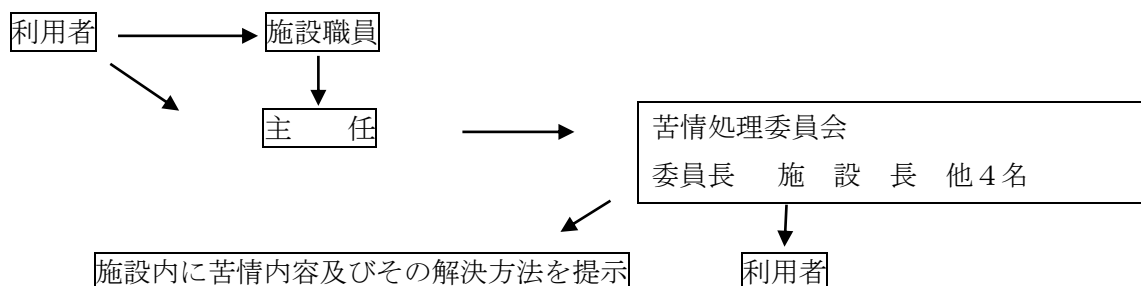 利用者 施設職員
主 任
苦情処理委員会
委員長 施 設 長 他４名
施設内に苦情内容及びその解決方法を提示 利用者